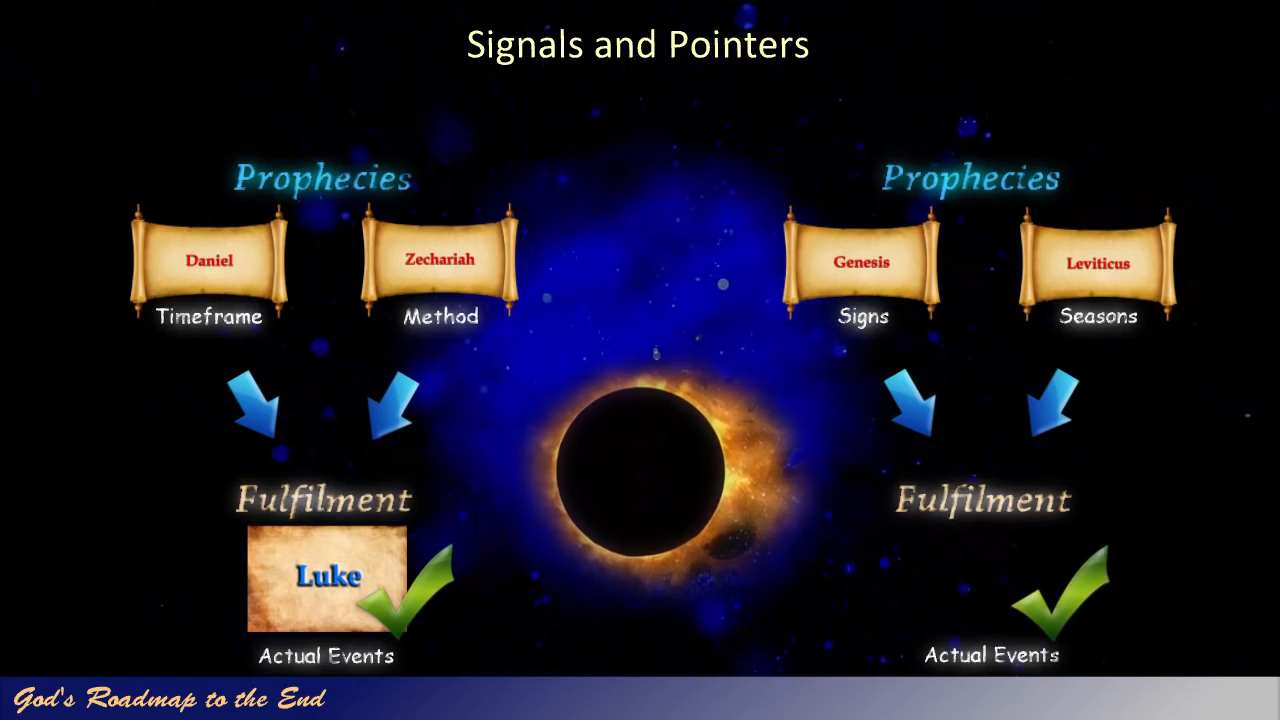 Signals and Pointers
Prophecies
Daniel
Zechariah
Timeframe
Method
Fulfilment
Luke
Actual Events
Prophecies
Genesis
Leviticus
Signs
Seasons
Fulfilment
Actual Events
God's Roadmap to the End